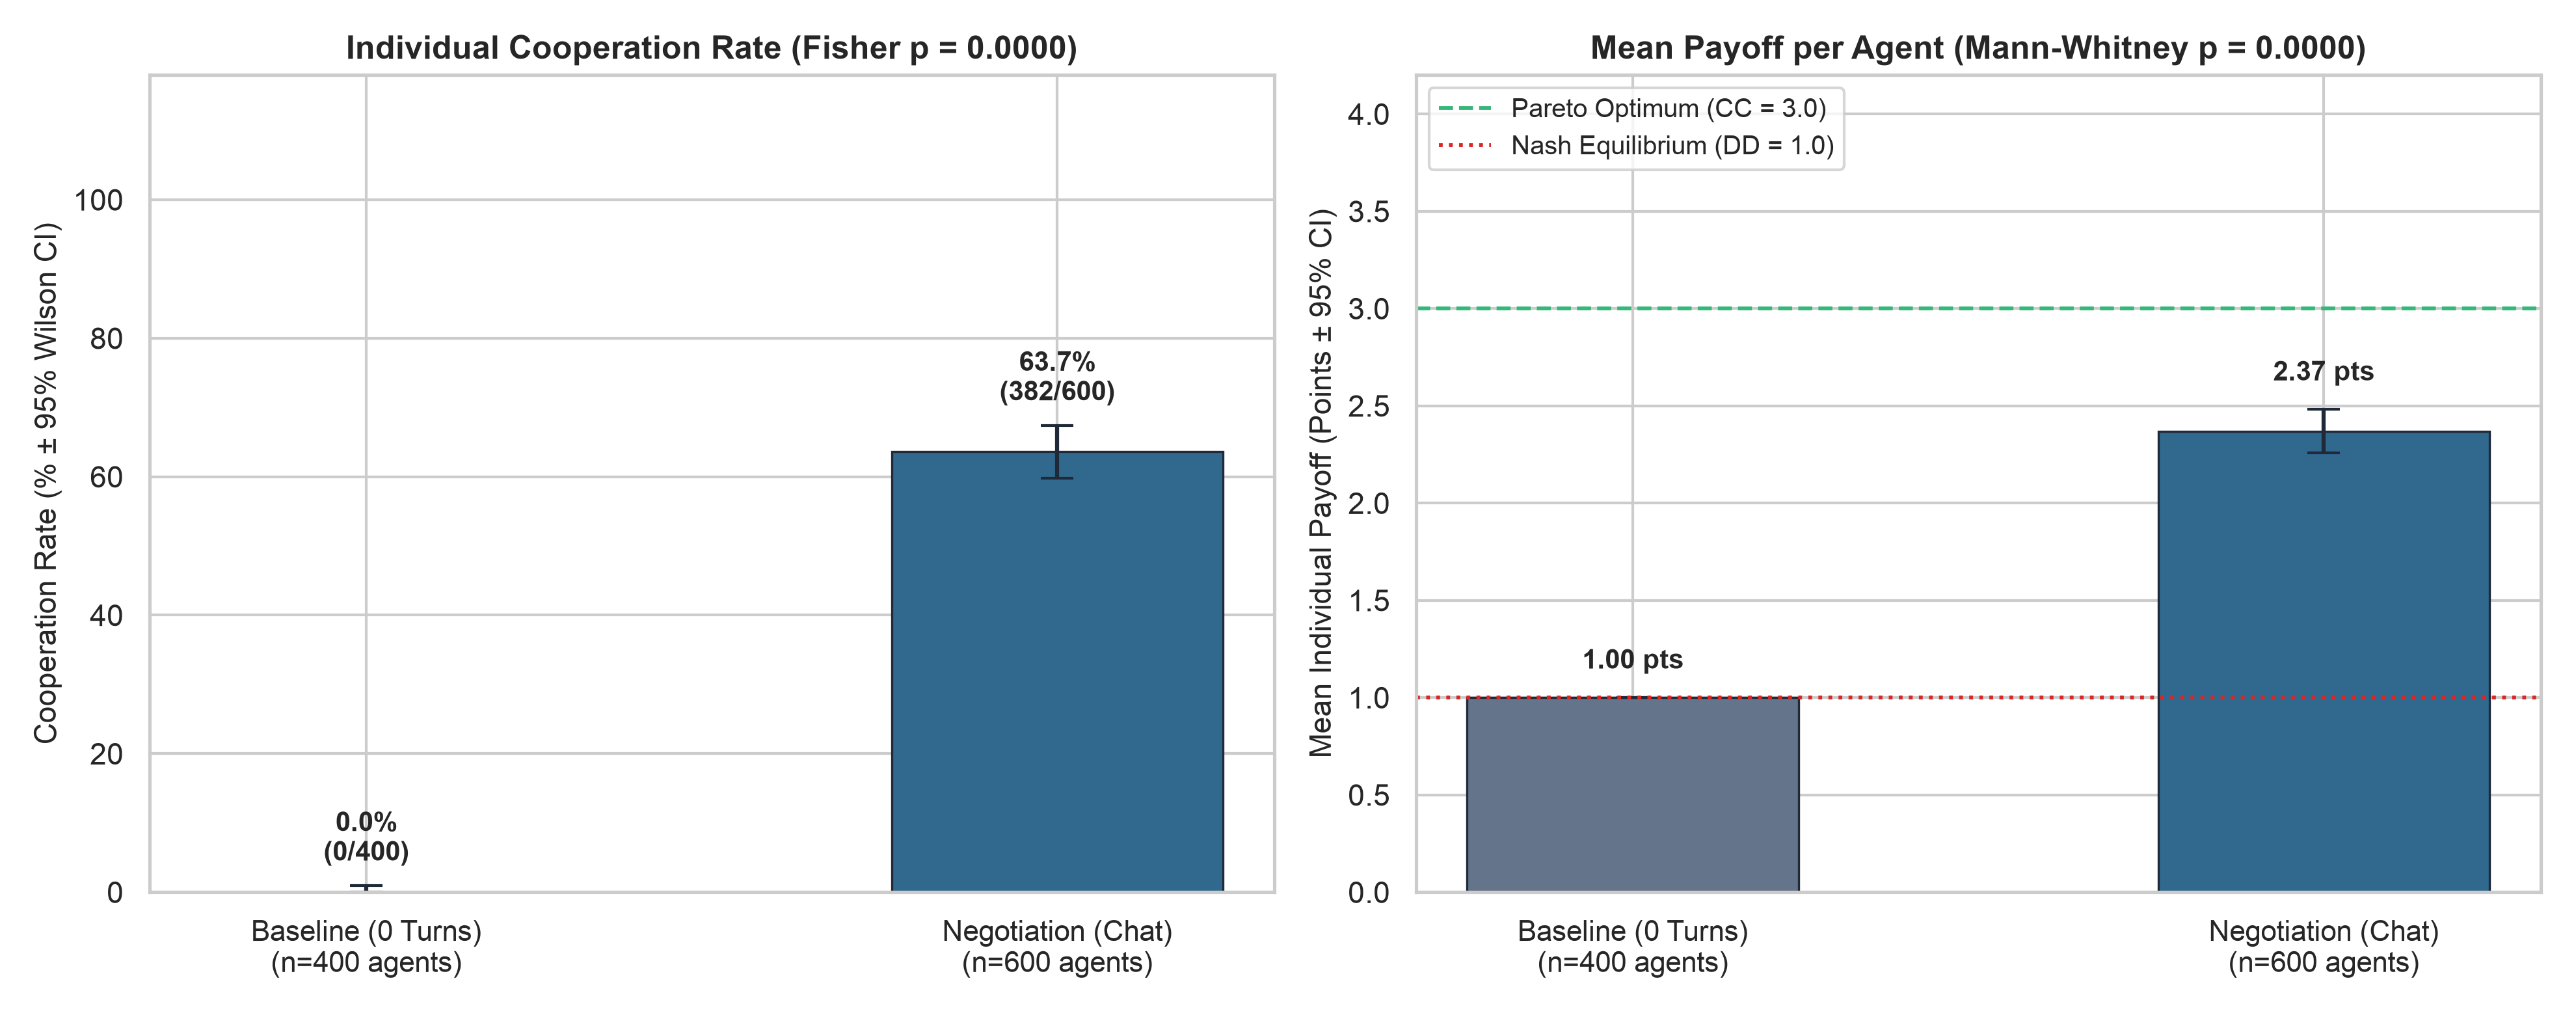 Individual Cooperation Rate (Fisher p = 0.0000)
Cooperation Rate (% ± 95% Wilson CI)
100
80
60
40
20
0
63.7%
(382/600)
0.0%
(0/400)
Baseline (0 Turns)
(n=400 agents)
Negotiation (Chat)
(n=600 agents)
Mean Payoff per Agent (Mann-Whitney p = 0.0000)
Mean Individual Payoff (Points ± 95% CI)
4.0
3.5
3.0
2.5
2.0
1.5
1.0
0.5
0.0
Pareto Optimum (CC = 3.0)
Nash Equilibrium (DD = 1.0)
2.37 pts
1.00 pts
Baseline (0 Turns)
(n=400 agents)
Negotiation (Chat)
(n=600 agents)